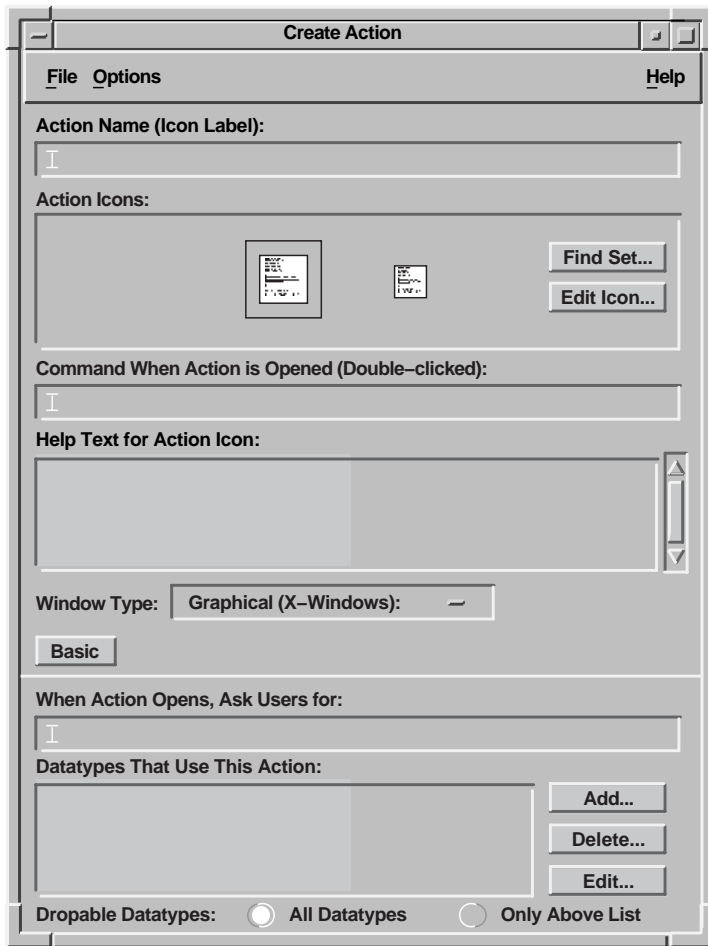 Create Action
File Options Help
Action Name (Icon Label):
Action Icons:
Find Set...
Edit Icon...
Command When Action is Opened (Double–clicked):
Help Text for Action Icon:
Window Type: Graphical (X–Windows):
Basic
When Action Opens, Ask Users for:
Datatypes That Use This Action:
Add...
Delete...
Edit...
Dropable Datatypes: All Datatypes Only Above List